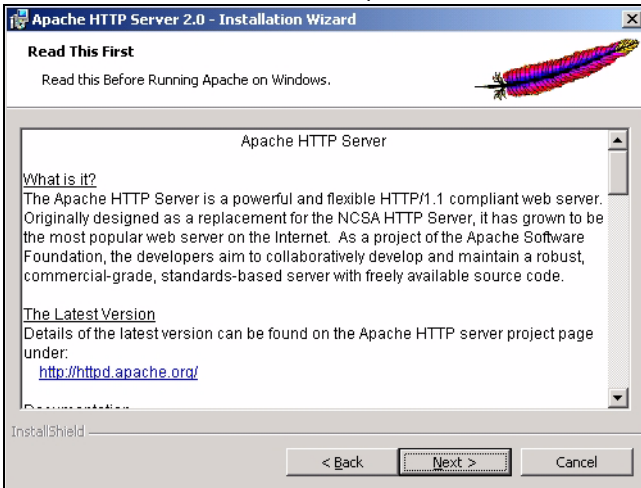 Apache HTTP Server 2.0 - Installation Wizard
Read This First
Read this Before Running Apache on Windows.
Apache HTTP Server
What is it?
The Apache HTTP Server is a powerful and flexible HTTP/1.1 compliant web server.
Originally designed as a replacement for the NCSA HTTP Server, it has grown to be
the most popular web server on the Internet.  As a project of the Apache Software
Foundation, the developers aim to collaboratively develop and maintain a robust,
commercial-grade, standards-based server with freely available source code.
The Latest Version
Details of the latest version can be found on the Apache HTTP server project page
under:
http://httpd.apache.org/
InstallShield
< Back
Next >
Cancel